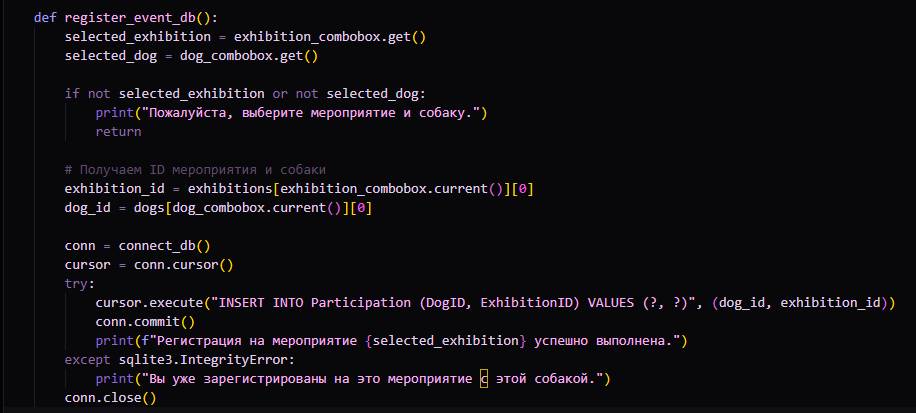 def register_event_db():
    selected_exhibition = exhibition_combobox.get()
    selected_dog = dog_combobox.get()

    if not selected_exhibition or not selected_dog:
        print("Пожалуйста, выберите мероприятие и собаку.")
        return

    # Получаем ID мероприятия и собаки
    exhibition_id = exhibitions[exhibition_combobox.current()][0]
    dog_id = dogs[dog_combobox.current()][0]

    conn = connect_db()
    cursor = conn.cursor()
    try:
        cursor.execute("INSERT INTO Participation (DogID, ExhibitionID) VALUES (?, ?)", (dog_id, exhibition_id))
        conn.commit()
        print(f"Регистрация на мероприятие {selected_exhibition} успешно выполнена.")
    except sqlite3.IntegrityError:
        print("Вы уже зарегистрированы на это мероприятие с этой собакой.")
    conn.close()